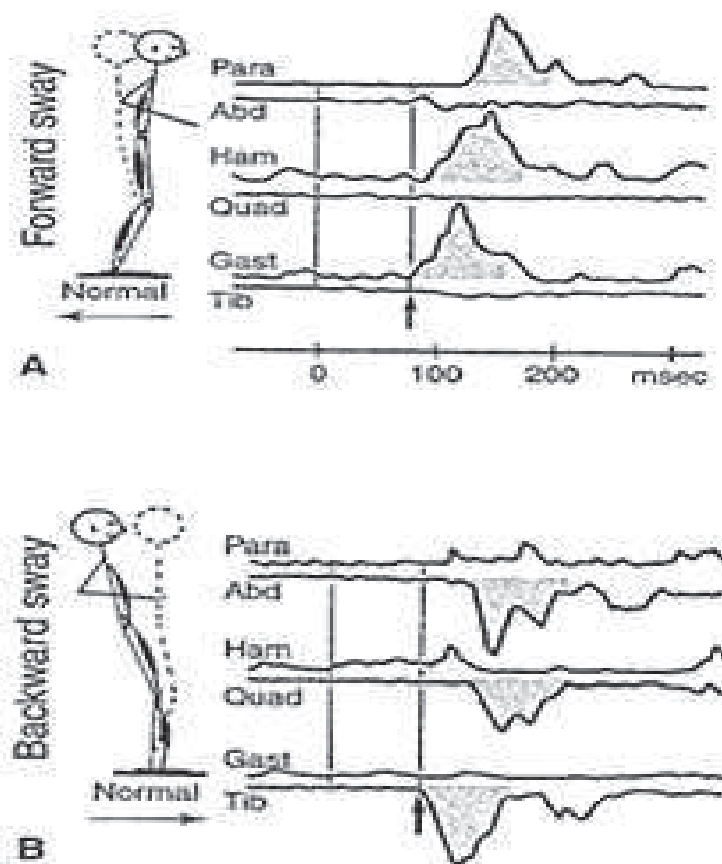 Forward sway
Para
Abd
Ham
Quad
Gast
Tib
Normal
A
0 100 200 msec
Backward sway
Para
Abd
Ham
Quad
Gast
Tib
Normal
B